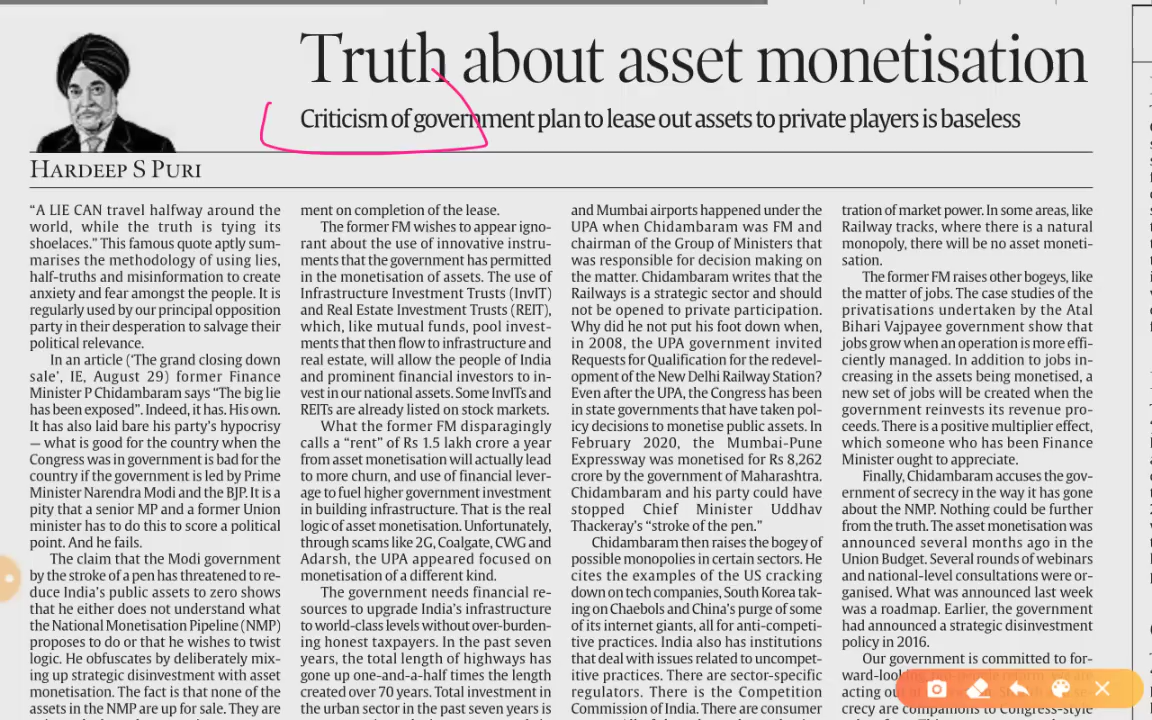 Truth about asset monetisation
Criticism of government plan to lease out assets to private players is baseless
HARDEEP S PURI
“A LIE CAN travel halfway around the
world, while the truth is tying its
shoelaces.” This famous quote aptly sum-
marises the methodology of using lies,
half-truths and misinformation to create
anxiety and fear amongst the people. It is
regularly used by our principal opposition
party in their desperation to salvage their
political relevance.
In an article (‘The grand closing down
sale’, IE, August 29) former Finance
Minister P Chidambaram says “The big lie
has been exposed”. Indeed, it has. His own.
It has also laid bare his party’s hypocrisy
— what is good for the country when the
Congress was in government is bad for the
country if the government is led by Prime
Minister Narendra Modi and the BJP. It is a
pity that a senior MP and a former Union
minister has to do this to score a political
point. And he fails.
The claim that the Modi government
by the stroke of a pen has threatened to re-
duce India’s public assets to zero shows
that he either does not understand what
the National Monetisation Pipeline (NMP)
proposes to do or that he wishes to twist
logic. He obfuscates by deliberately mix-
ing up strategic disinvestment with asset
monetisation. The fact is that none of the
assets in the NMP are up for sale. They are
ment on completion of the lease.
The former FM wishes to appear igno-
rant about the use of innovative instru-
ments that the government has permitted
in the monetisation of assets. The use of
Infrastructure Investment Trusts (InvIT)
and Real Estate Investment Trusts (REIT),
which, like mutual funds, pool invest-
ments that then flow to infrastructure and
real estate, will allow the people of India
and prominent financial investors to in-
vest in our national assets. Some InvITs and
REITs are already listed on stock markets.
What the former FM disparagingly
calls a “rent” of Rs 1.5 lakh crore a year
from asset monetisation will actually lead
to more churn, and use of financial lever-
age to fuel higher government investment
in building infrastructure. That is the real
logic of asset monetisation. Unfortunately,
through scams like 2G, Coalgate, CWG and
Adarsh, the UPA appeared focused on
monetisation of a different kind.
The government needs financial re-
sources to upgrade India’s infrastructure
to world-class levels without over-burden-
ing honest taxpayers. In the past seven
years, the total length of highways has
gone up one-and-a-half times the length
created over 70 years. Total investment in
the urban sector in the past seven years is
and Mumbai airports happened under the
UPA when Chidambaram was FM and
chairman of the Group of Ministers that
was responsible for decision making on
the matter. Chidambaram writes that the
Railways is a strategic sector and should
not be opened to private participation.
Why did he not put his foot down when,
in 2008, the UPA government invited
Requests for Qualification for the redevel-
opment of the New Delhi Railway Station?
Even after the UPA, the Congress has been
in state governments that have taken pol-
icy decisions to monetise public assets. In
February 2020, the Mumbai-Pune
Expressway was monetised for Rs 8,262
crore by the government of Maharashtra.
Chidambaram and his party could have
stopped Chief Minister Uddhav
Thackeray’s “stroke of the pen.”
Chidambaram then raises the bogey of
possible monopolies in certain sectors. He
cites the examples of the US cracking
down on tech companies, South Korea tak-
ing on Chaebols and China’s purge of some
of its internet giants, all for anti-competi-
tive practices. India also has institutions
that deal with issues related to uncompet-
itive practices. There are sector-specific
regulators. There is the Competition
Commission of India. There are consumer
tration of market power. In some areas, like
Railway tracks, where there is a natural
monopoly, there will be no asset moneti-
sation.
The former FM raises other bogeys, like
the matter of jobs. The case studies of the
privatisations undertaken by the Atal
Bihari Vajpayee government show that
jobs grow when an operation is more effi-
ciently managed. In addition to jobs in-
creasing in the assets being monetised, a
new set of jobs will be created when the
government reinvests its revenue pro-
ceeds. There is a positive multiplier effect,
which someone who has been Finance
Minister ought to appreciate.
Finally, Chidambaram accuses the gov-
ernment of secrecy in the way it has gone
about the NMP. Nothing could be further
from the truth. The asset monetisation was
announced several months ago in the
Union Budget. Several rounds of webinars
and national-level consultations were or-
ganised. What was announced last week
was a roadmap. Earlier, the government
had announced a strategic disinvestment
policy in 2016.
Our government is committed to for-
acting out
crecy are companions to Congress-style